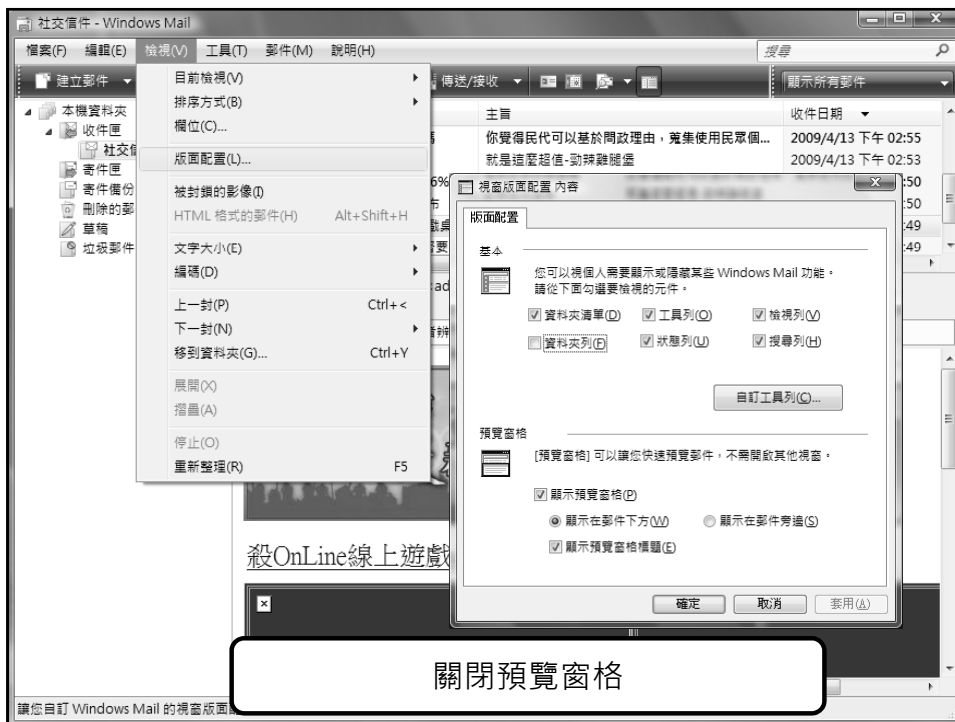 社交信件 - Windows Mail
檔案(F) 編輯(E) 檢視(V) 工具(T) 郵件(M) 說明(H)
搜尋
建立郵件
傳送/接收
顯示所有郵件
目前檢視(V)
排序方式(B)
欄位(C)...
版面配置(L)...
被封鎖的影像(I)
HTML 格式的郵件(H) Alt+Shift+H
文字大小(E)
編碼(D)
上一封(P) Ctrl+<
下一封(N)
移到資料夾(G)... Ctrl+Y
展開(X)
摺疊(A)
停止(O)
重新整理(R) F5
本機資料夾
收件匣
社交信
寄件匣
寄件備份
刪除的郵
草稿
垃圾郵件
主旨 收件日期
你覺得民代可以基於問政理由，蒐集使用民眾個... 2009/4/13 下午 02:55
就是這麼超值-勁辣雞腿堡 2009/4/13 下午 02:53
6%
:50
布
:50
:49
要
:49
視窗版面配置 內容
版面配置
基本
您可以視個人需要顯示或隱藏某些 Windows Mail 功能。
請從下面勾選要檢視的元件。
資料夾清單(D) 工具列(O) 檢視列(V)
資料夾列(F) 狀態列(U) 搜尋列(H)
自訂工具列(C)...
預覽窗格
[預覽窗格] 可以讓您快速預覽郵件，不需開啟其他視窗。
顯示預覽窗格(P)
顯示在郵件下方(W) 顯示在郵件旁邊(S)
顯示預覽窗格標題(E)
確定 取消 套用(A)
殺OnLine線上遊戲
關閉預覽窗格
讓您自訂 Windows Mail 的視窗版面